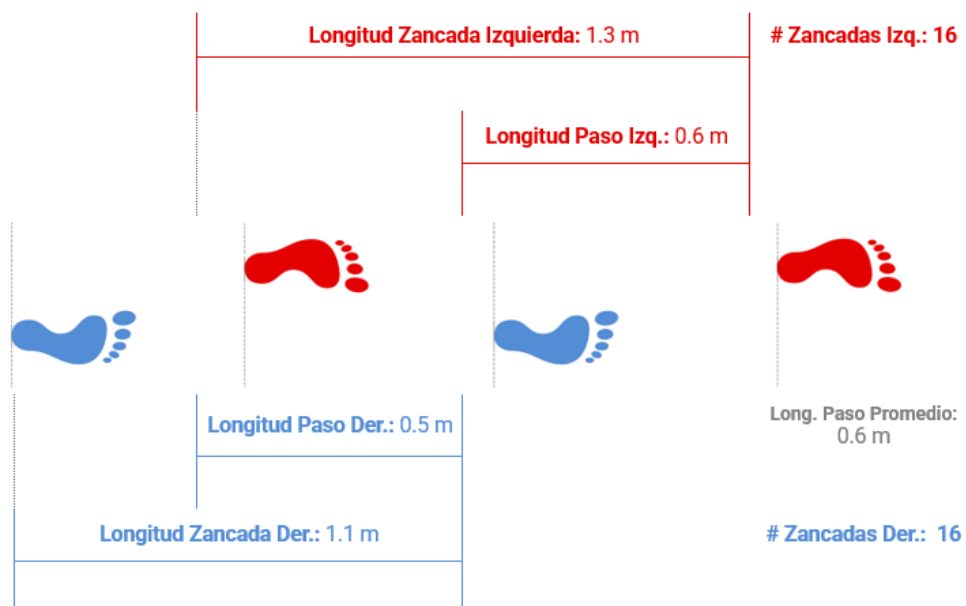 Longitud Zancada Izquierda: 1.3 m
# Zancadas Izq.: 16
Longitud Paso Izq.: 0.6 m
Longitud Paso Der.: 0.5 m
Long. Paso Promedio:
0.6 m
Longitud Zancada Der.: 1.1 m
# Zancadas Der.: 16